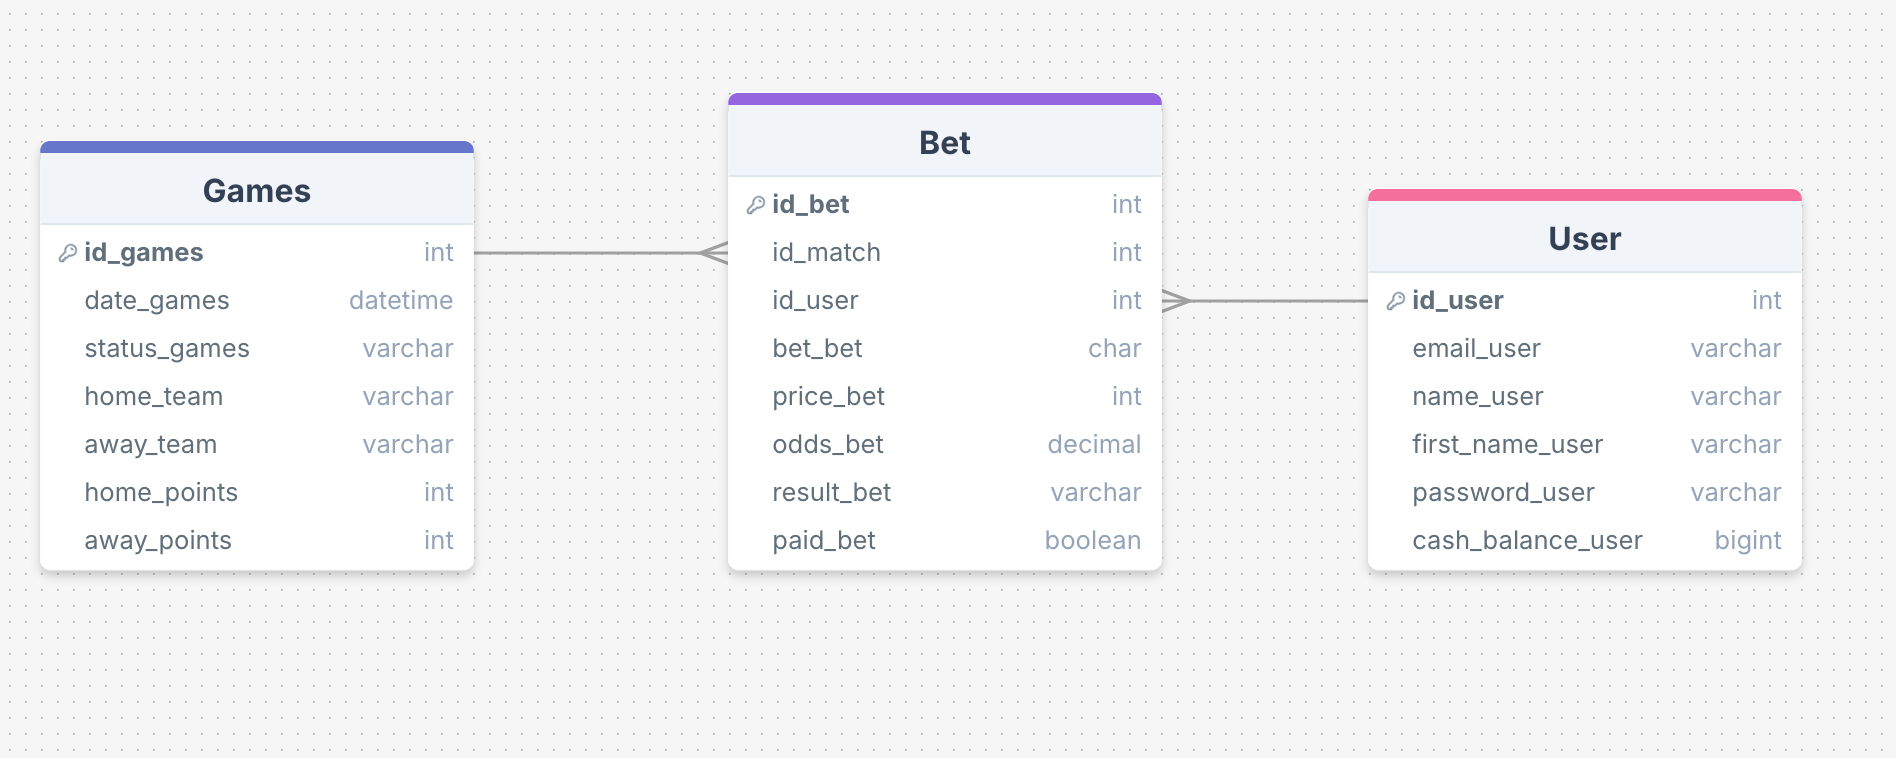 Games
id_games int
date_games datetime
status_games varchar
home_team varchar
away_team varchar
home_points int
away_points int
Bet
id_bet int
id_match int
id_user int
bet_bet char
price_bet int
odds_bet decimal
result_bet varchar
paid_bet boolean
User
id_user int
email_user varchar
name_user varchar
first_name_user varchar
password_user varchar
cash_balance_user bigint